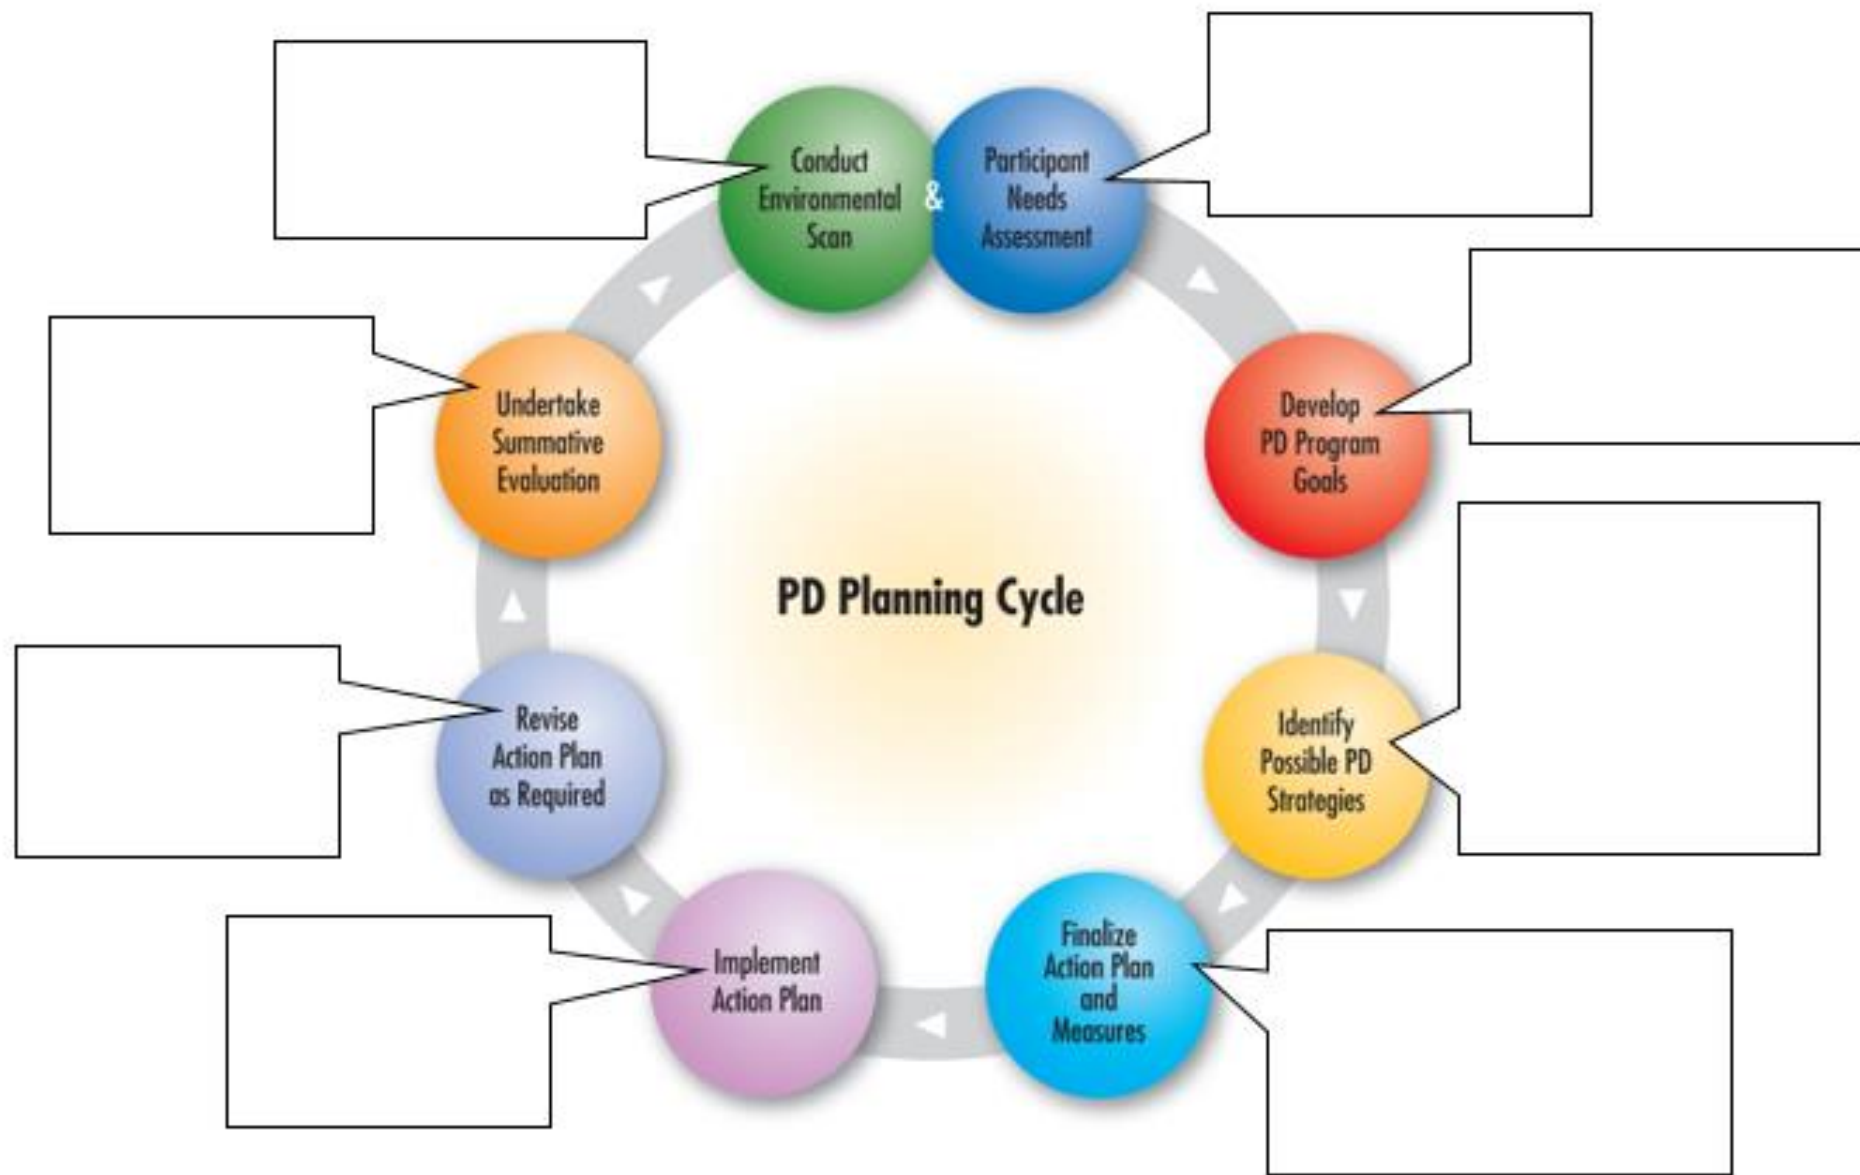 Conduct
Environmental
Scan
&
Participant
Needs
Assessment
Develop
PD Program
Goals
Identify
Possible PD
Strategies
Finalize
Action Plan
and
Measures
Implement
Action Plan
Revise
Action Plan
as Required
Undertake
Summative
Evaluation
PD Planning Cycle